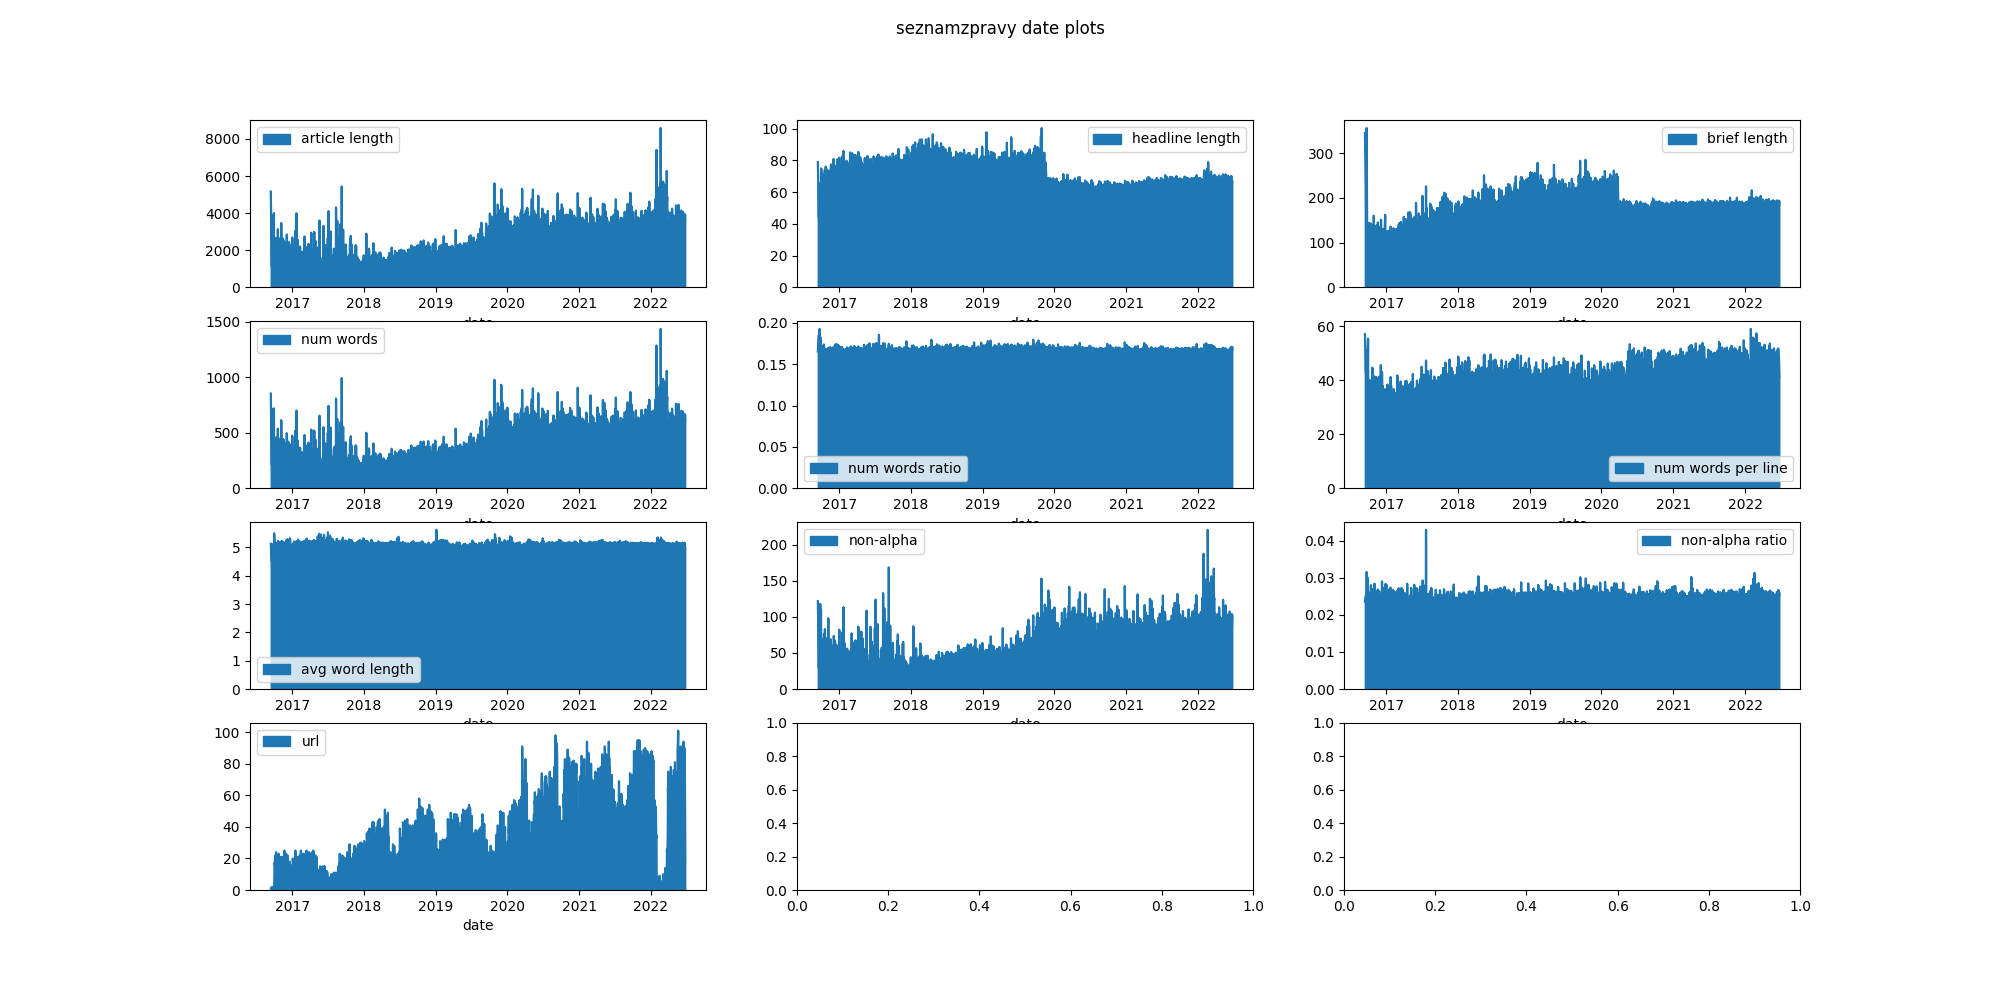 seznamzpravy date plots
8000
6000
4000
2000
0
article length
2017 2018 2019 2020 2021 2022
date
100
80
60
40
20
0
headline length
2017 2018 2019 2020 2021 2022
date
300
200
100
0
brief length
2017 2018 2019 2020 2021 2022
date
1500
1000
500
0
num words
2017 2018 2019 2020 2021 2022
date
0.20
0.15
0.10
0.05
0.00
num words ratio
2017 2018 2019 2020 2021 2022
date
60
40
20
0
num words per line
2017 2018 2019 2020 2021 2022
date
5
4
3
2
1
0
avg word length
2017 2018 2019 2020 2021 2022
date
200
150
100
50
0
non-alpha
2017 2018 2019 2020 2021 2022
date
0.04
0.03
0.02
0.01
0.00
non-alpha ratio
2017 2018 2019 2020 2021 2022
date
100
80
60
40
20
0
url
2017 2018 2019 2020 2021 2022
date
1.0
0.8
0.6
0.4
0.2
0.0
0.0 0.2 0.4 0.6 0.8 1.0
1.0
0.8
0.6
0.4
0.2
0.0
0.0 0.2 0.4 0.6 0.8 1.0